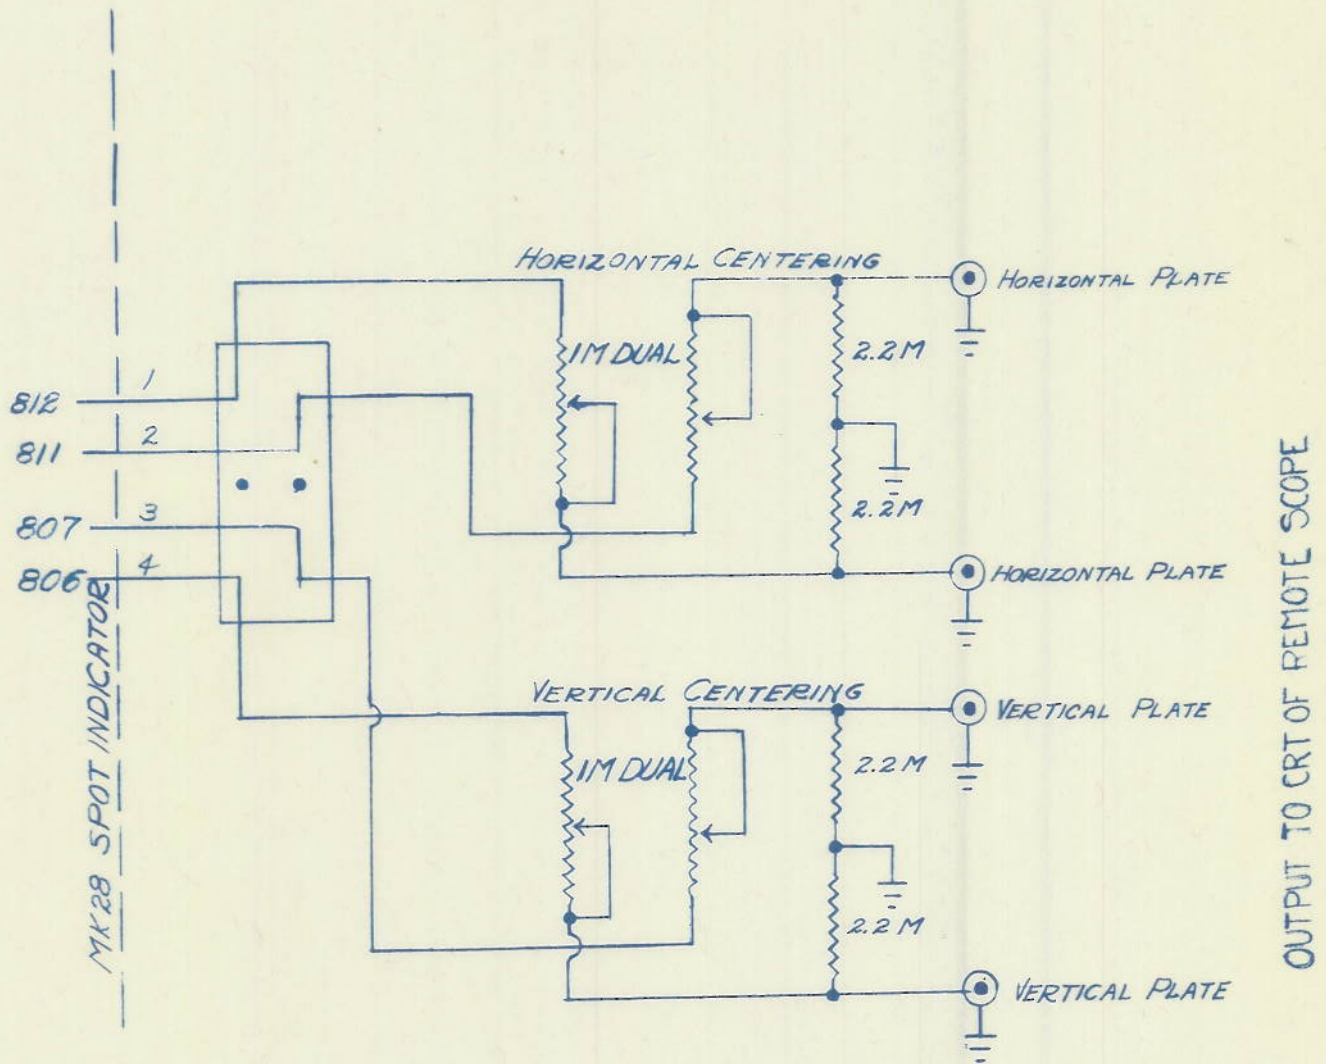 HORIZONTAL CENTERING
HORIZONTAL PLATE
1M DUAL
2.2M
812
1
811
2
2.2M
807
3
806
4
HORIZONTAL PLATE
MK28 SPOT INDICATOR
VERTICAL CENTERING
VERTICAL PLATE
1M DUAL
2.2M
2.2M
VERTICAL PLATE
OUTPUT TO CRT OF REMOTE SCOPE